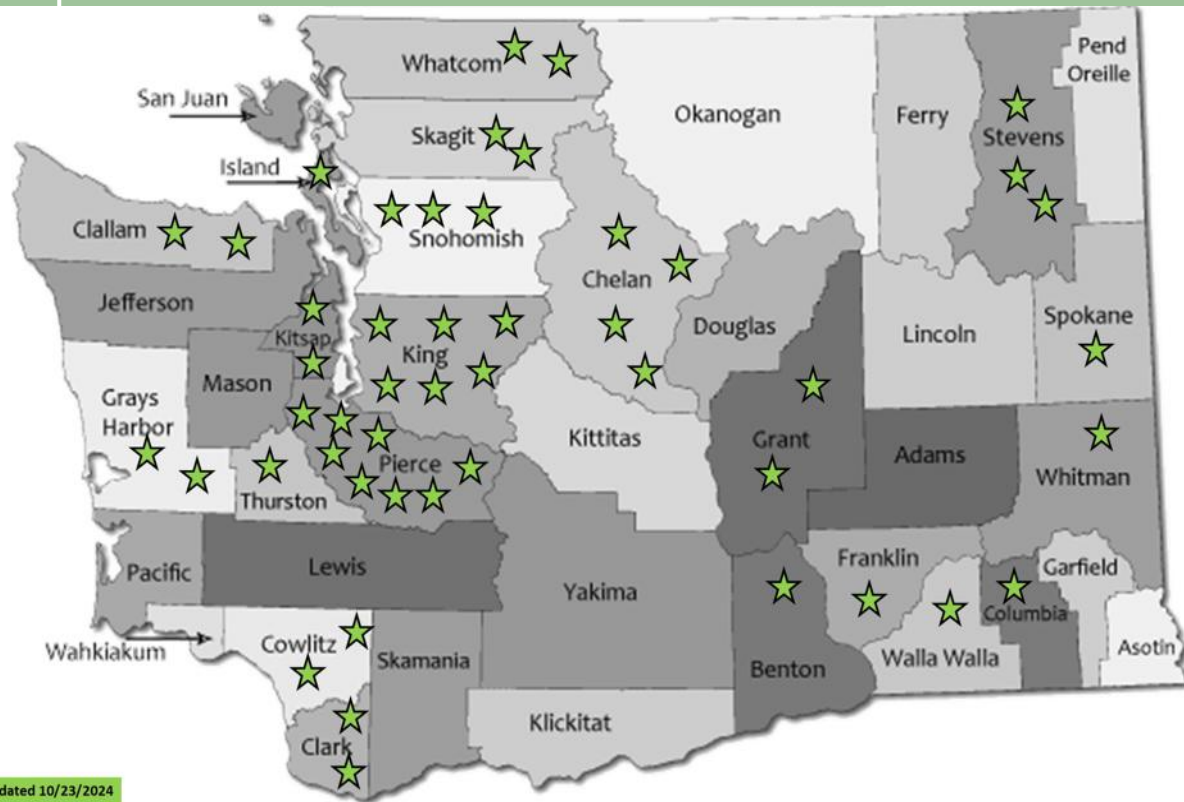 Whatcom
Pend
Oreille
San Juan
Okanogan
Ferry
Skagit
Stevens
Island
Clallam
Snohomish
Chelan
Jefferson
Douglas
Lincoln
Spokane
Kitsap
King
Mason
Grays
Harbor
Kittitas
Grant
Adams
Whitman
Pierce
Thurston
Lewis
Pacific
Yakima
Franklin
Garfield
Columbia
Wahkiakum
Cowlitz
Skamania
Walla Walla
Asotin
Benton
Klickitat
Clark
dated 10/23/2024